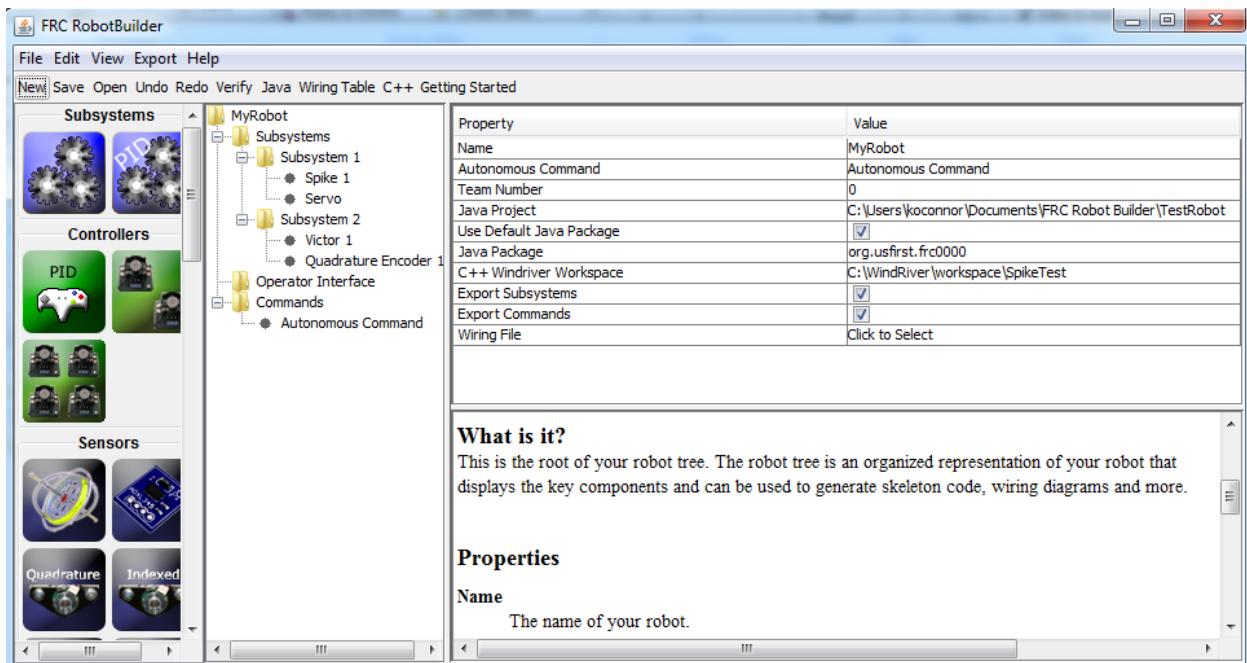 FRC RobotBuilder
File Edit View Export Help
New Save Open Undo Redo Verify Java Wiring Table C++ Getting Started
Subsystems
PID
Controllers
PID
Sensors
Quadrature
Indexed
MyRobot
Subsystems
Subsystem 1
Spike 1
Servo
Subsystem 2
Victor 1
Quadrature Encoder 1
Operator Interface
Commands
Autonomous Command
Property Value
Name MyRobot
Autonomous Command Autonomous Command
Team Number 0
Java Project C:\Users\koconnor\Documents\FRC Robot Builder\TestRobot
Use Default Java Package
Java Package org.usfirst.frc0000
C++ Windriver Workspace C:\WindRiver\workspace\SpikeTest
Export Subsystems
Export Commands
Wiring File Click to Select
What is it?
This is the root of your robot tree. The robot tree is an organized representation of your robot that
displays the key components and can be used to generate skeleton code, wiring diagrams and more.
Properties
Name
The name of your robot.